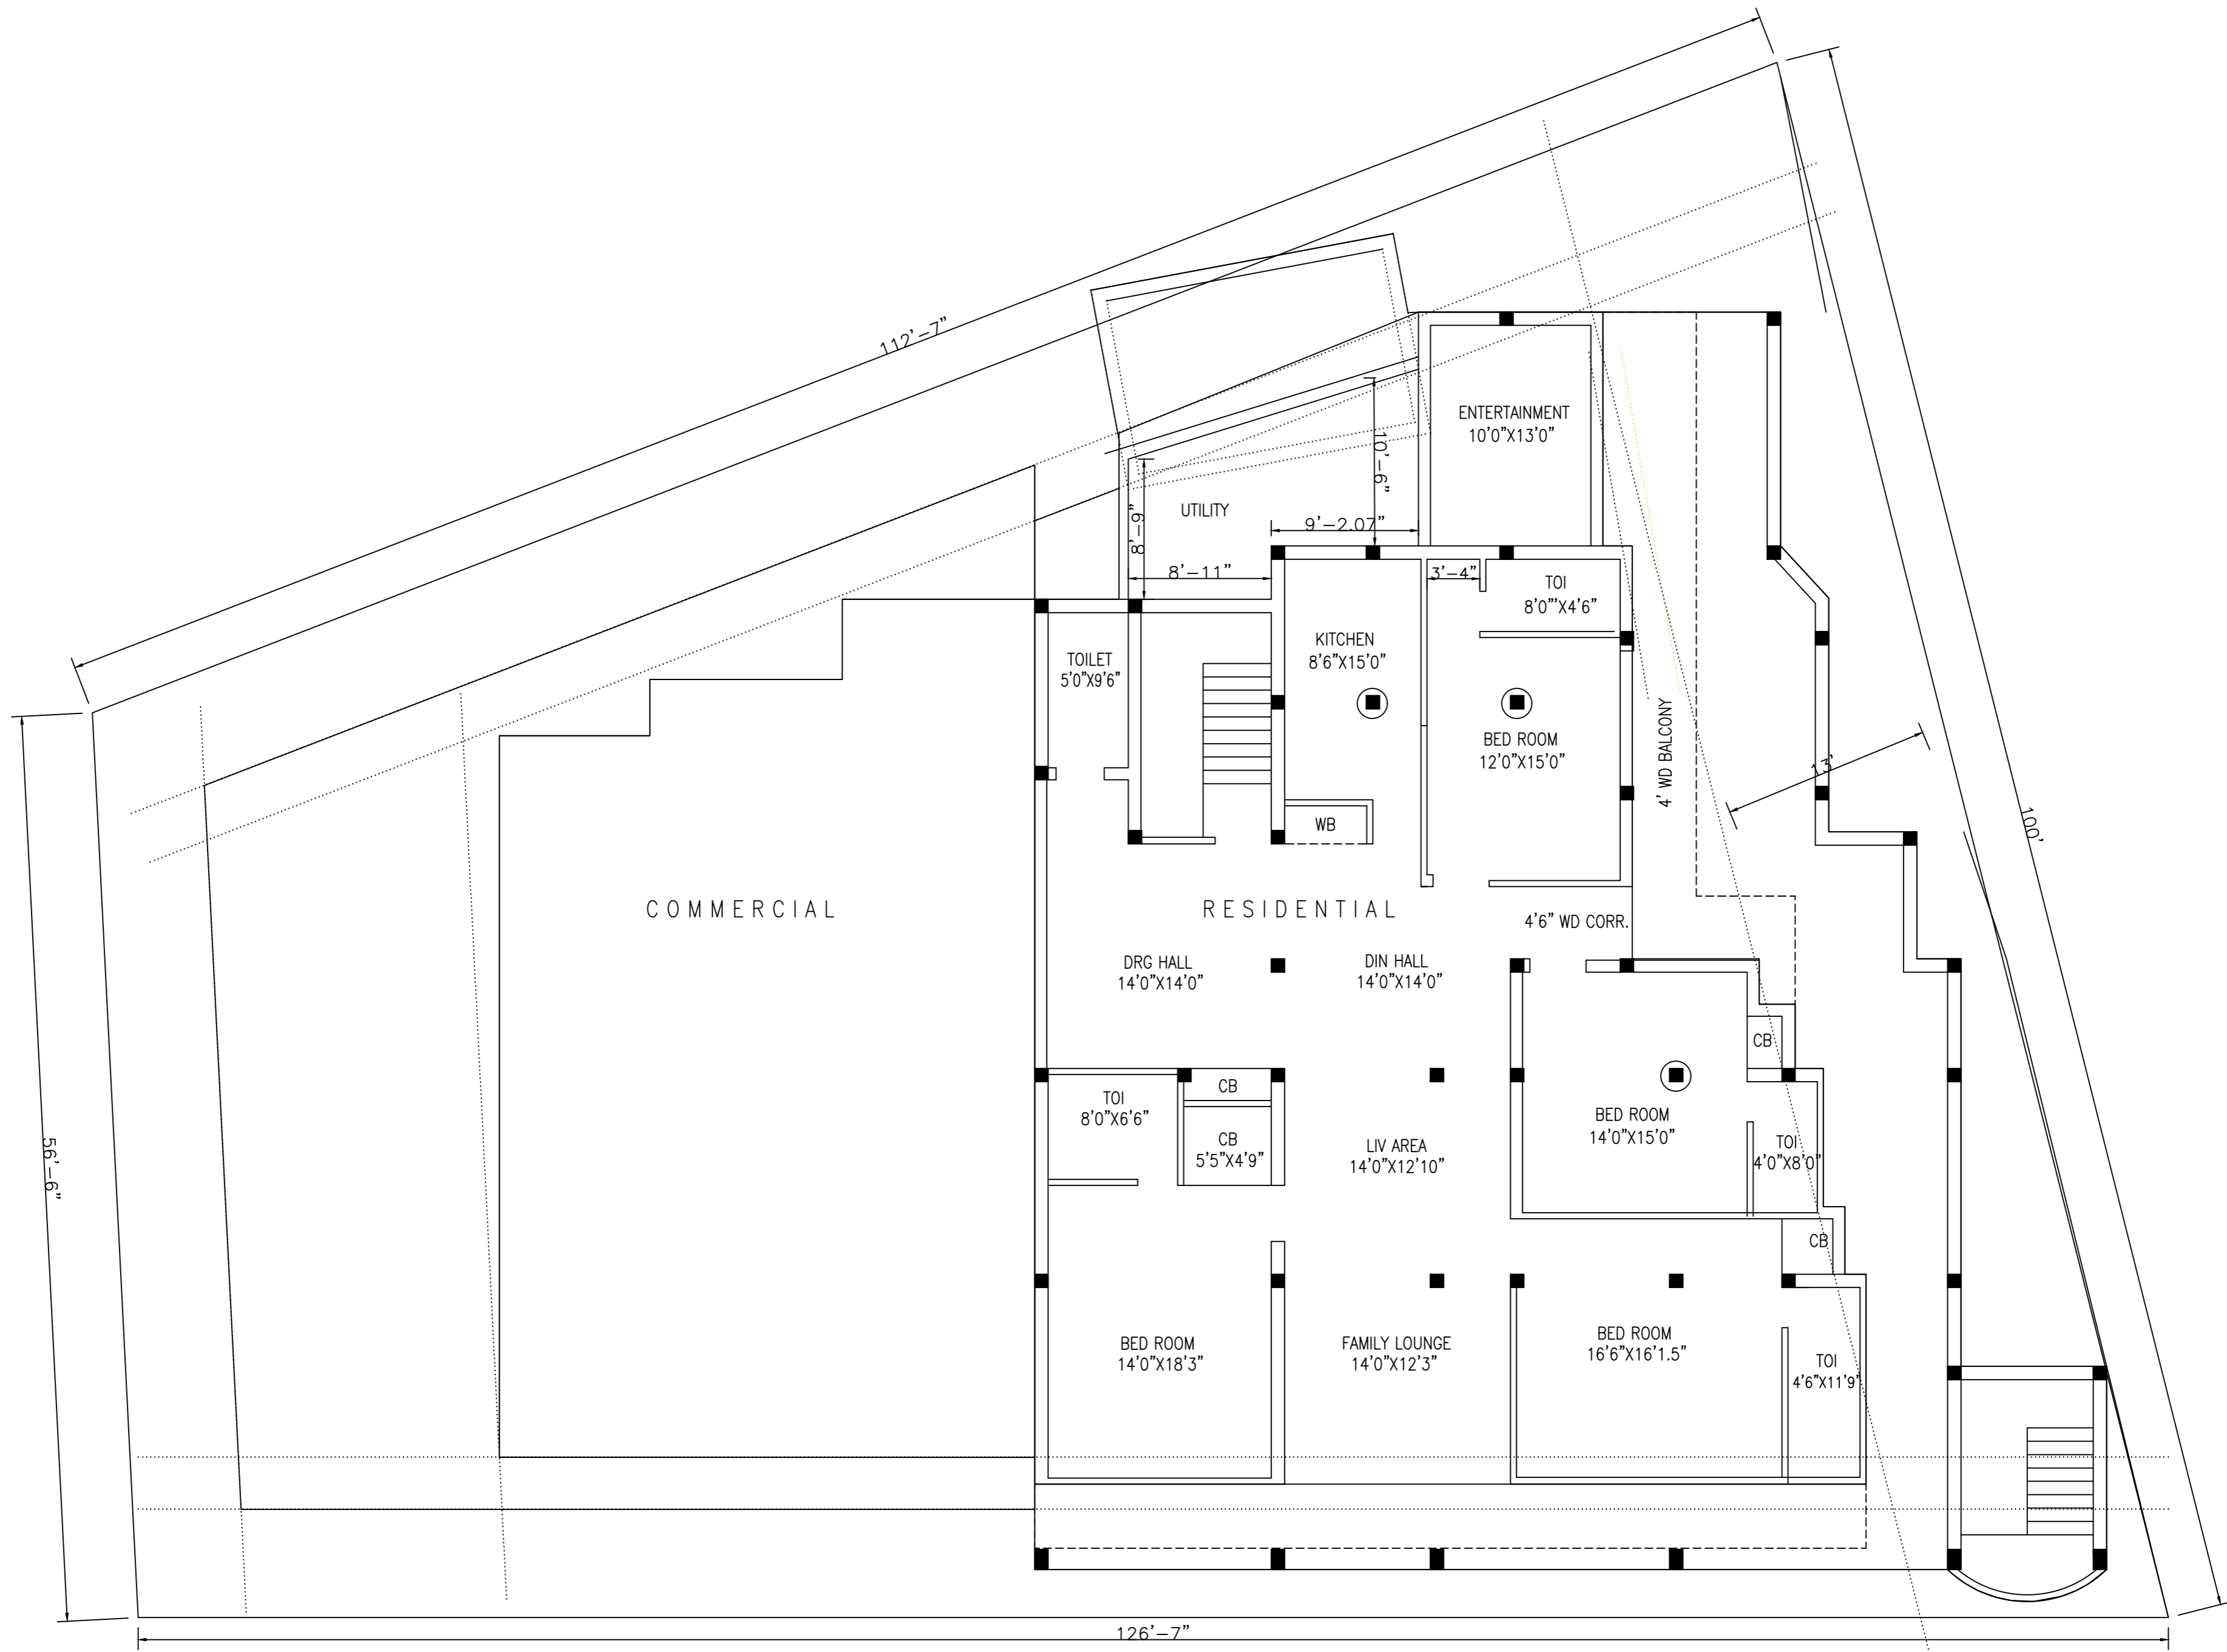 112'-7"
ENTERTAINMENT
10'0"X13'0"
10'-6"
UTILITY
8'-9"
9'-2.07"
8'-11"
3'-4"
TOI
8'0"'X4'6"
KITCHEN
8'6"X15'0"
TOILET
5'0"X9'6"
BED ROOM
12'0"X15'0"
4' WD BALCONY
13'
100'
WB
COMMERCIAL
RESIDENTIAL
4'6" WD CORR.
DRG HALL
14'0"X14'0"
DIN HALL
14'0"X14'0"
CB
CB
TOI
8'0"X6'6"
CB
5'5"X4'9"
LIV AREA
14'0"X12'10"
BED ROOM
14'0"X15'0"
TOI
4'0"X8'0"
56'-6"
CB
BED ROOM
14'0"X18'3"
FAMILY LOUNGE
14'0"X12'3"
BED ROOM
16'6"X16'1.5"
TOI
4'6"X11'9"
126'-7"